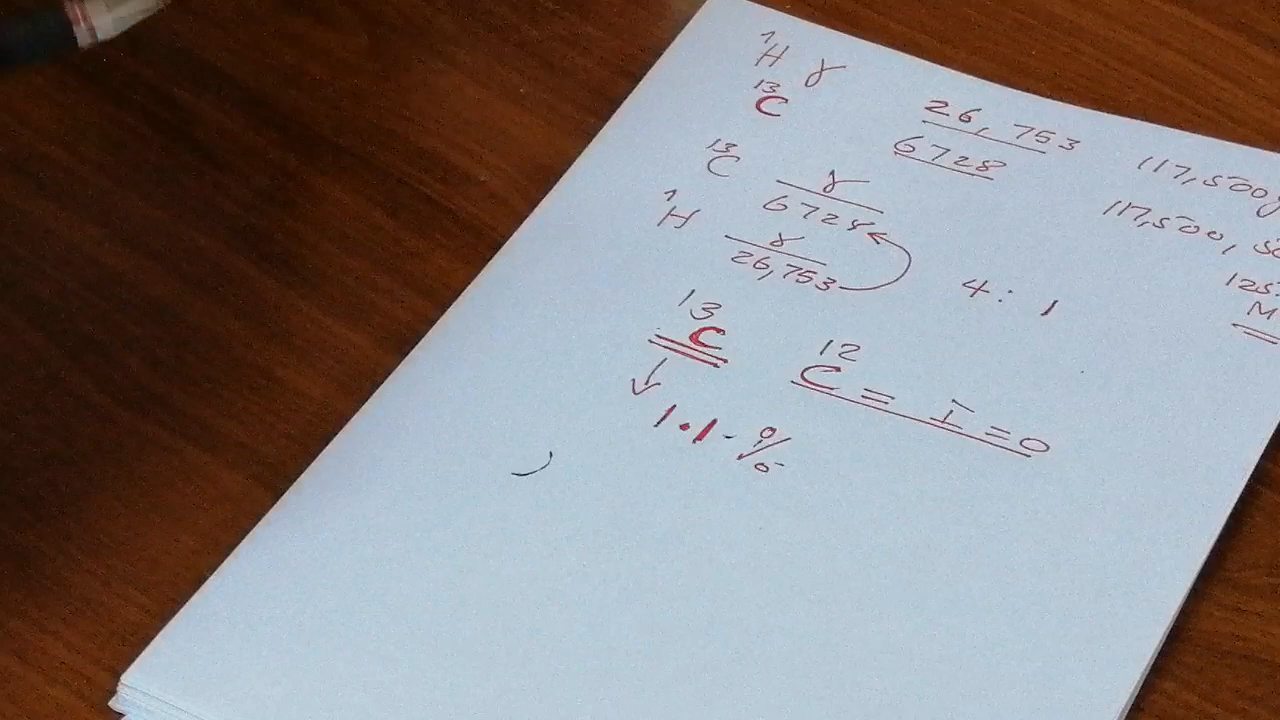 ¹H γ
¹³C
26,753
6728
117,500
¹³C γ
6728
117,500,
¹H γ
26,753
4 : 1
125.
M
¹³C
¹²C = I = 0
1.1 %